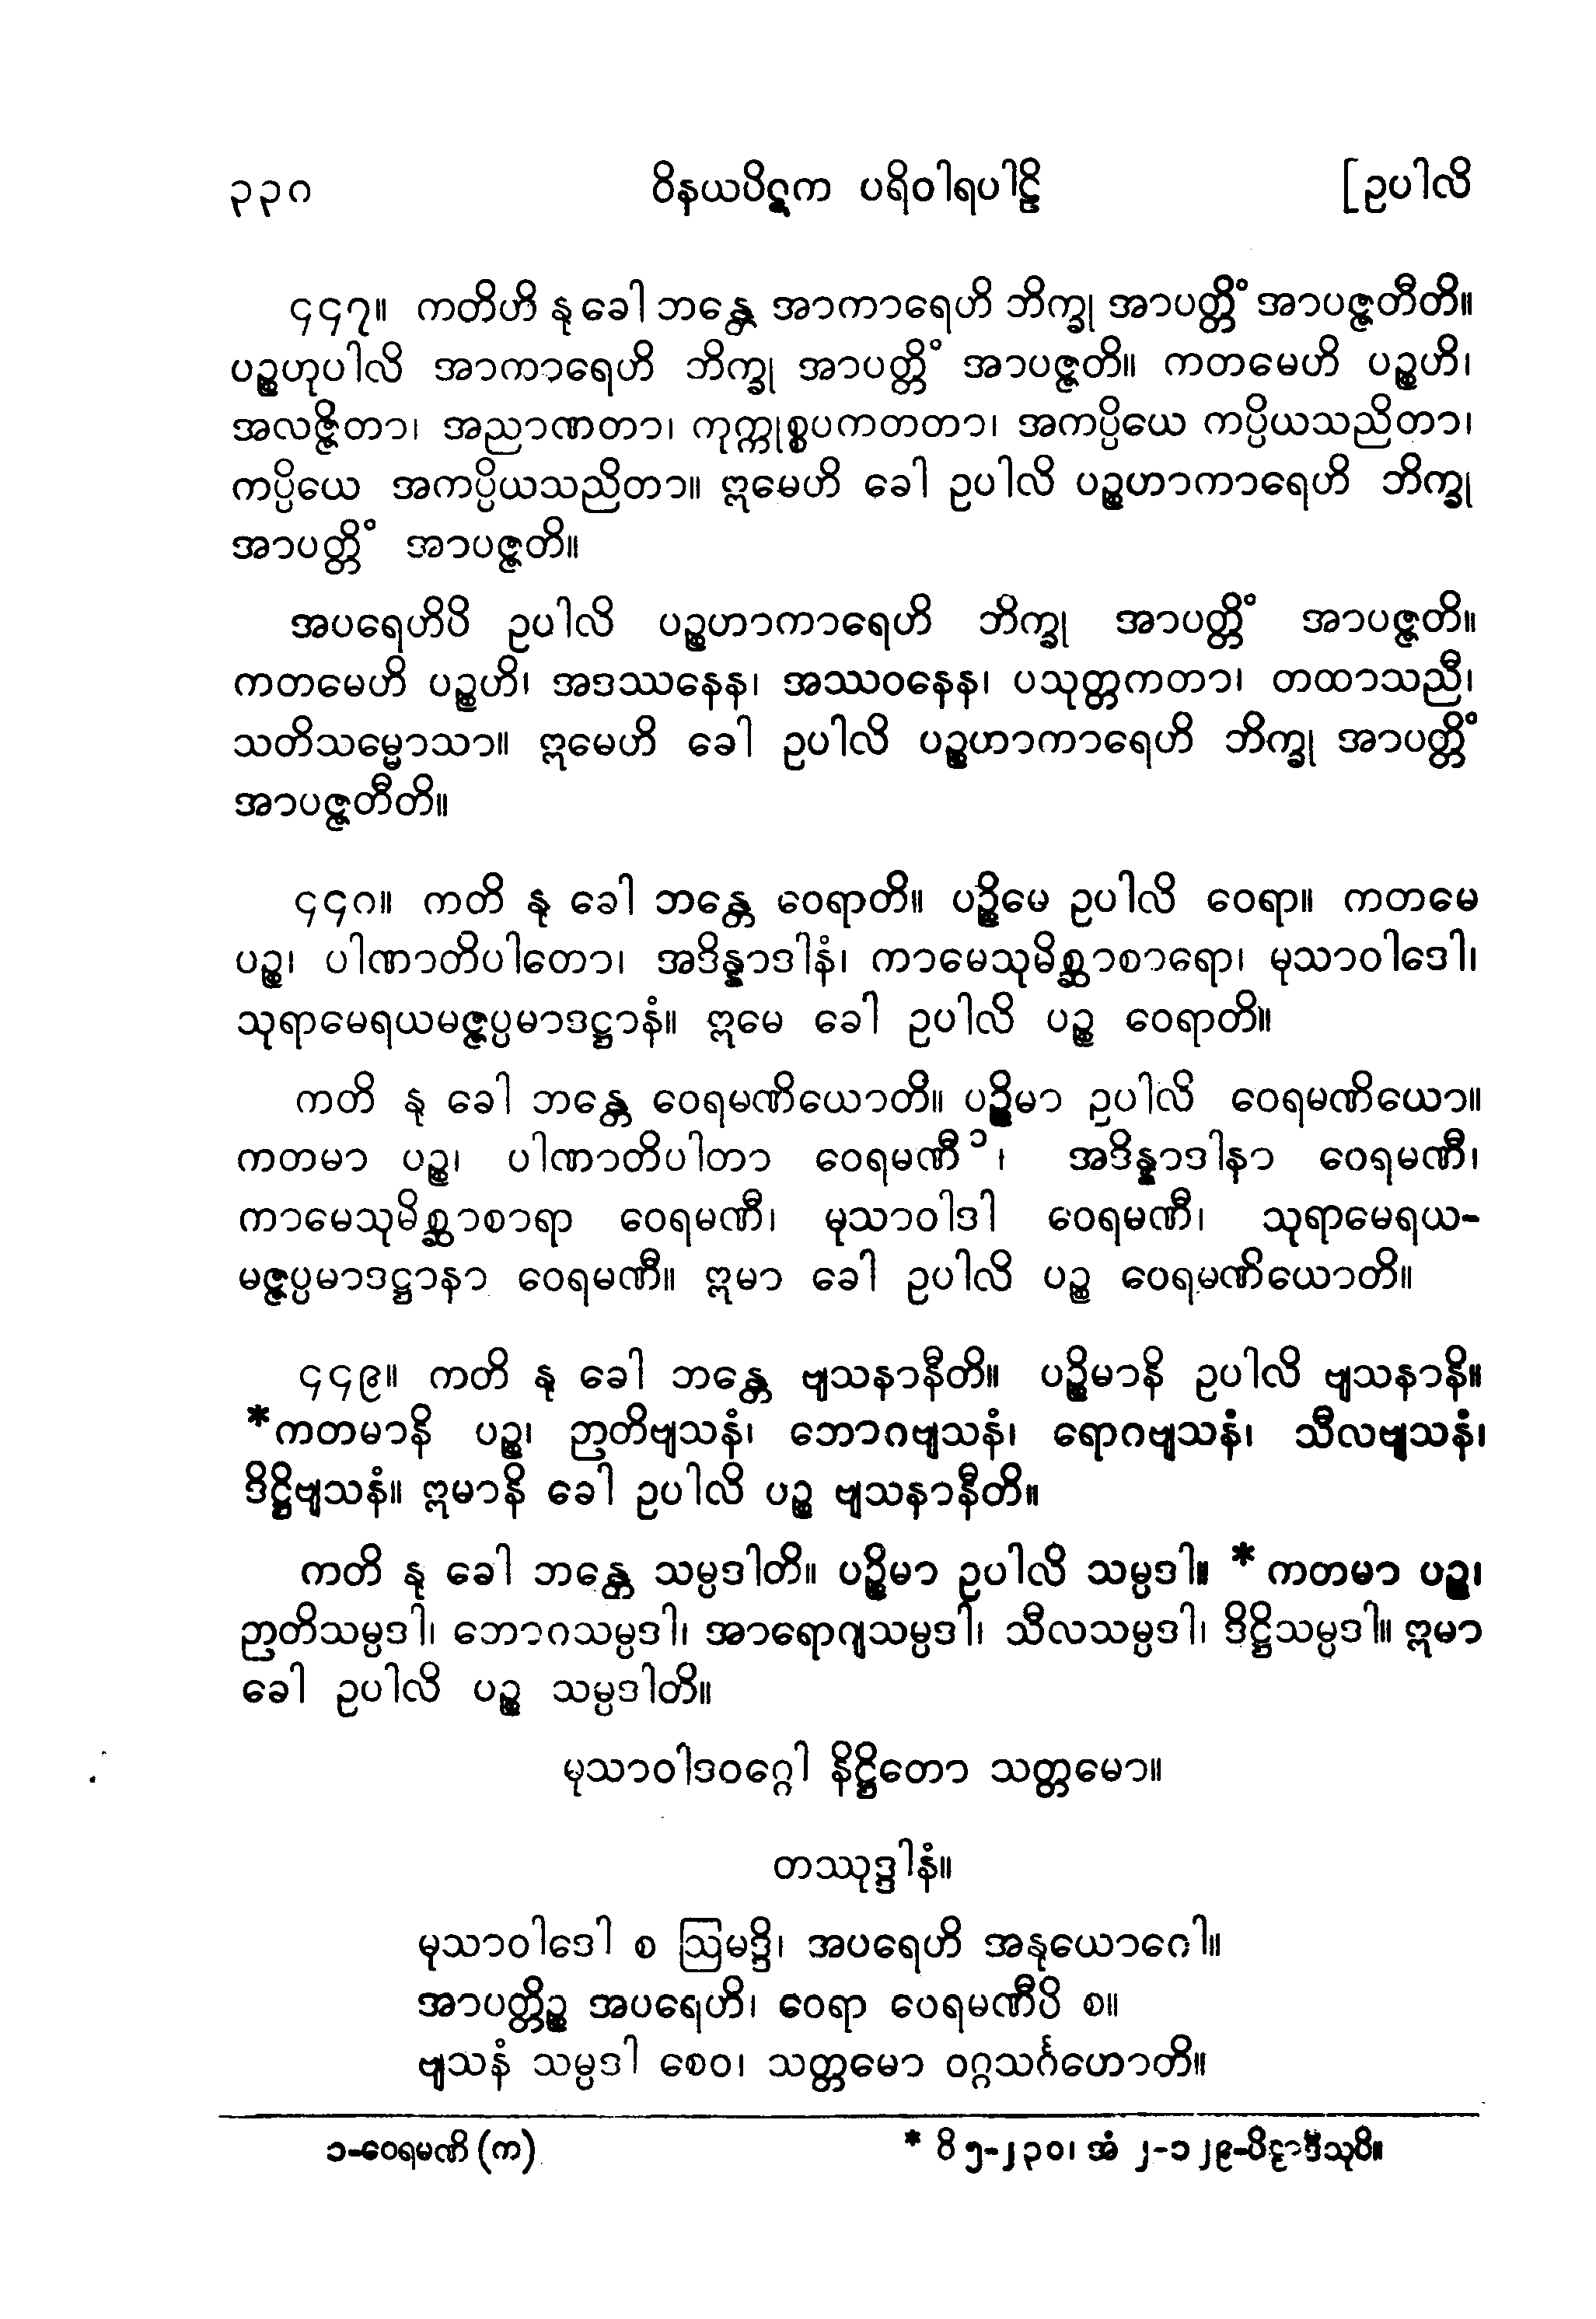 ၃၃၈ ဝိနယပိဋက ပရိဝါရပါဠိ [ဥပါလိ
၄၄၇။ ကတိဟိ နု ခေါ ဘန္တေ အာကာရေဟိ ဘိက္ခု အာပတ္တိံ အာပဇ္ဇတီတိ။
ပဉ္စဟုပါလိ အာကာရေဟိ ဘိက္ခု အာပတ္တိံ အာပဇ္ဇတိ။ ကတမေဟိ ပဉ္စဟိ၊
အလဇ္ဇိတာ၊ အညာဏတာ၊ ကုက္ကုစ္စပကတတာ၊ အကပ္ပိယေ ကပ္ပိယသညိတာ၊
ကပ္ပိယေ အကပ္ပိယသညိတာ။ ဣမေဟိ ခေါ ဥပါလိ ပဉ္စဟာကာရေဟိ ဘိက္ခု
အာပတ္တိံ အာပဇ္ဇတိ။
အပရေဟိပိ ဥပါလိ ပဉ္စဟာကာရေဟိ ဘိက္ခု အာပတ္တိံ အာပဇ္ဇတိ။
ကတမေဟိ ပဉ္စဟိ၊ အဒဿနေန၊ အဿဝနေန၊ ပသုတ္တကတာ၊ တထာသညီ၊
သတိသမ္မောသာ။ ဣမေဟိ ခေါ ဥပါလိ ပဉ္စဟာကာရေဟိ ဘိက္ခု အာပတ္တိံ
အာပဇ္ဇတီတိ။
၄၄၈။ ကတိ နု ခေါ ဘန္တေ ဝေရာတိ။ ပဉ္စိမေ ဥပါလိ ဝေရာ။ ကတမေ
ပဉ္စ၊ ပါဏာတိပါတော၊ အဒိန္နာဒါနံ၊ ကာမေသုမိစ္ဆာစာရော၊ မုသာဝါဒေါ၊
သုရာမေရယမဇ္ဇပ္ပမာဒဋ္ဌာနံ။ ဣမေ ခေါ ဥပါလိ ပဉ္စ ဝေရာတိ။
ကတိ နု ခေါ ဘန္တေ ဝေရမဏိယောတိ။ ပဉ္စိမာ ဥပါလိ ဝေရမဏိယော။
ကတမာ ပဉ္စ၊ ပါဏာတိပါတာ ဝေရမဏီ ၁၊ အဒိန္နာဒါနာ ဝေရမဏီ၊
ကာမေသုမိစ္ဆာစာရာ ဝေရမဏီ၊ မုသာဝါဒါ ဝေရမဏီ၊ သုရာမေရယ-
မဇ္ဇပ္ပမာဒဋ္ဌာနာ ဝေရမဏီ။ ဣမာ ခေါ ဥပါလိ ပဉ္စ ဝေရမဏိယောတိ။
၄၄၉။ ကတိ နု ခေါ ဘန္တေ ဗျသနာနီတိ။ ပဉ္စိမာနိ ဥပါလိ ဗျသနာနိ။
*ကတမာနိ ပဉ္စ၊ ဉာတိဗျသနံ၊ ဘောဂဗျသနံ၊ ရောဂဗျသနံ၊ သီလဗျသနံ၊
ဒိဋ္ဌိဗျသနံ။ ဣမာနိ ခေါ ဥပါလိ ပဉ္စ ဗျသနာနီတိ။
ကတိ နု ခေါ ဘန္တေ သမ္ပဒါတိ။ ပဉ္စိမာ ဥပါလိ သမ္ပဒါ။ * ကတမာ ပဉ္စ၊
ဉာတိသမ္ပဒါ၊ ဘောဂသမ္ပဒါ၊ အာရောဂျသမ္ပဒါ၊ သီလသမ္ပဒါ၊ ဒိဋ္ဌိသမ္ပဒါ။ ဣမာ
ခေါ ဥပါလိ ပဉ္စ သမ္ပဒါတိ။
မုသာဝါဒဝဂ္ဂေါ နိဋ္ဌိတော သတ္တမော။
တဿုဒ္ဒါနံ။
မုသာဝါဒေါ စ ဩမဒ္ဒိ၊ အပရေဟိ အနုယောဂေါ။
အာပတ္တိဉ္စ အပရေဟိ၊ ဝေရာ ဝေရမဏီပိ စ။
ဗျသနံ သမ္ပဒါ စေဝ၊ သတ္တမော ဝဂ္ဂသင်္ဂဟောတိ။
၁-ဝေရမဏိ (က) * ဝိ ၅-၂၃၀၊ အံ ၂-၁၂၉-ပိဋ္ဌာဒီသုပိ။